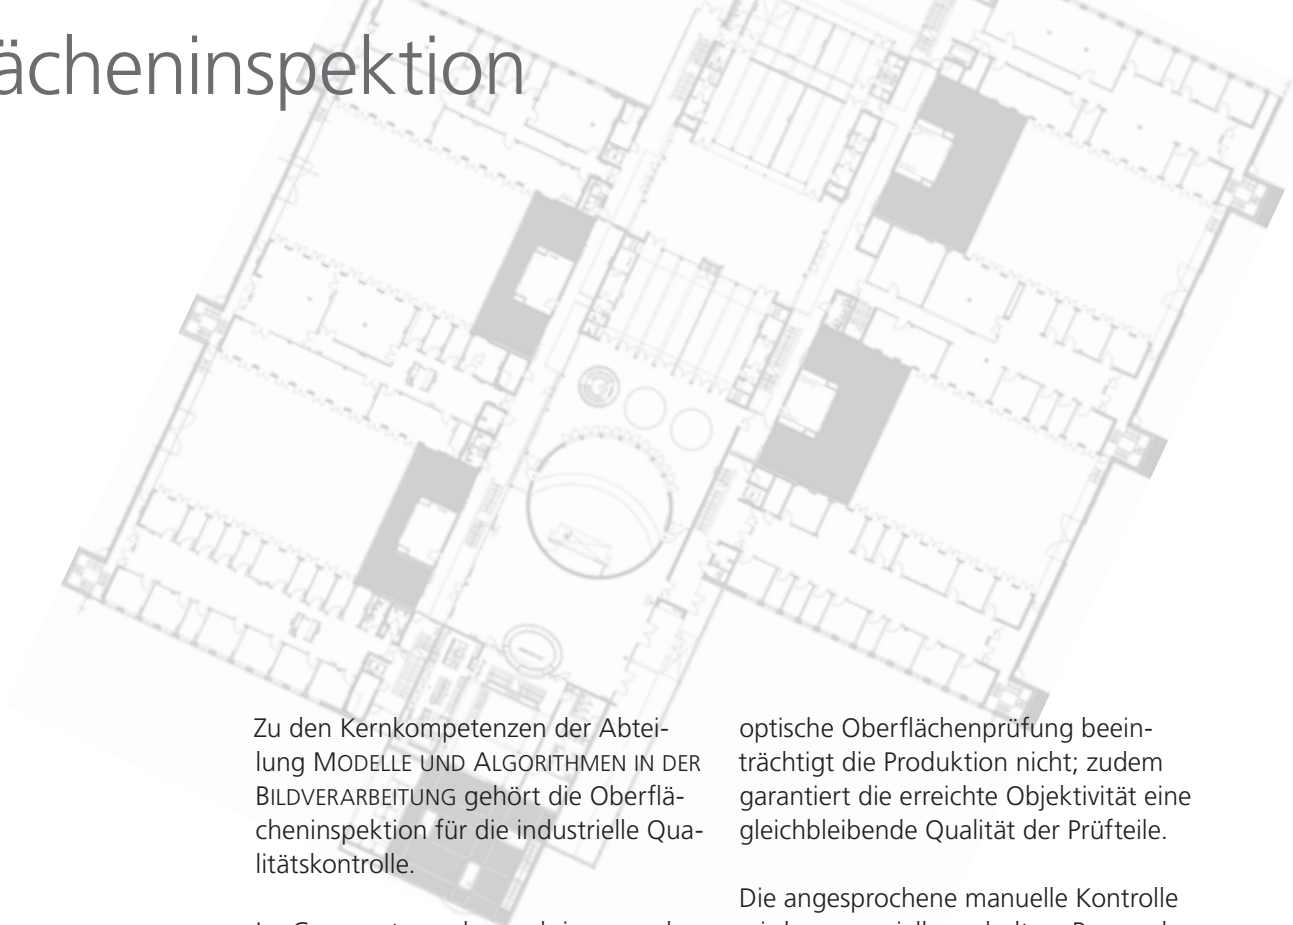 ächeninspektion
Zu den Kernkompetenzen der Abtei-
lung MODELLE UND ALGORITHMEN IN DER
BILDVERARBEITUNG gehört die Oberflä-
cheninspektion für die industrielle Qua-
litätskontrolle.
optische Oberflächenprüfung beein-
trächtigt die Produktion nicht; zudem
garantiert die erreichte Objektivität eine
gleichbleibende Qualität der Prüfteile.
Die angesprochene manuelle Kontrolle